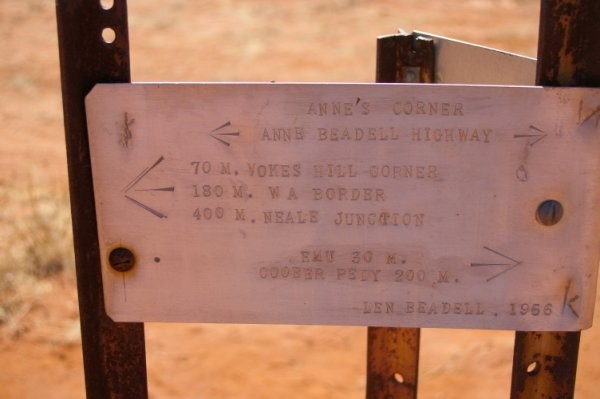 ANNE'S CORNER
ANNE BEADELL HIGHWAY
70 M. VOKES HILL CORNER
180 M. W A BORDER
400 M. NEALE JUNCTION
EMU 30 M.
COOBER PEDY 200 M.
LEN BEADELL. 1956